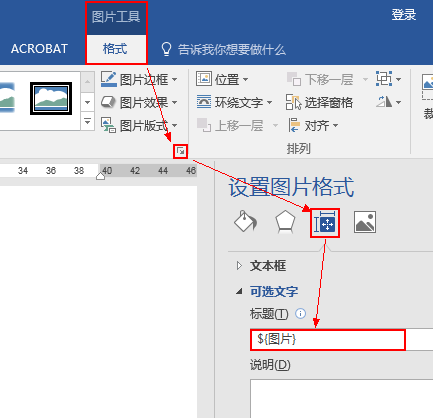 图片工具
登录
ACROBAT
格式
告诉我你想要做什么
图片边框
位置
下移一层
图片效果
环绕文字
选择窗格
图片版式
上移一层
对齐
排列
34 36 38 40 42 44 46
设置图片格式
文本框
可选文字
标题(T)
${图片}
说明(D)